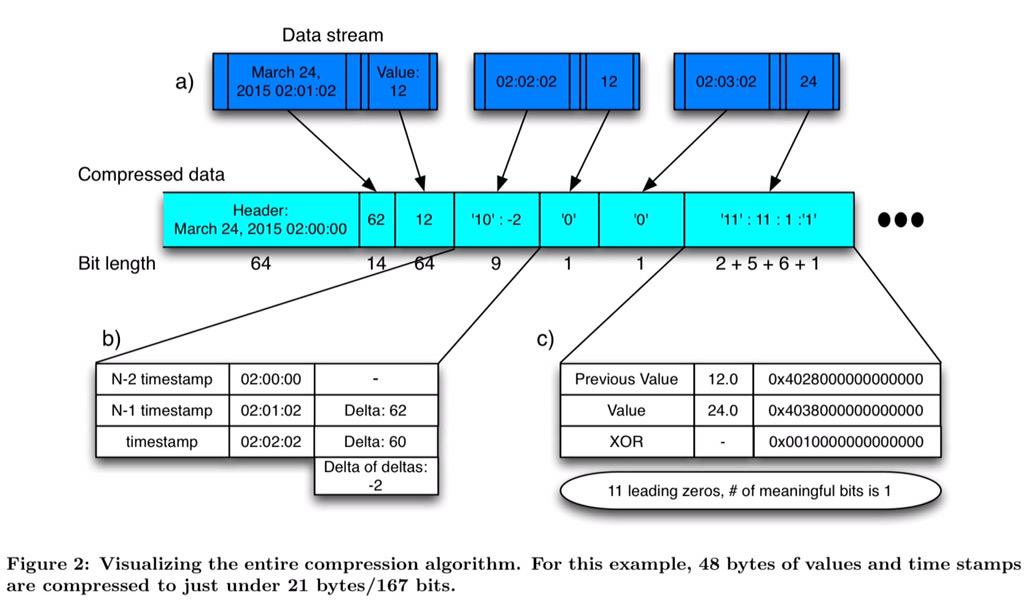 Data stream
a)
March 24,
2015 02:01:02
Value:
12
02:02:02
12
02:03:02
24
Compressed data
Header:
March 24, 2015 02:00:00
62
12
'10' : -2
'0'
'0'
'11' : 11 : 1 :'1'
Bit length
64
14
64
9
1
1
2 + 5 + 6 + 1
b)
N-2 timestamp 02:00:00 -
N-1 timestamp 02:01:02 Delta: 62
timestamp 02:02:02 Delta: 60
Delta of deltas:
-2
c)
Previous Value 12.0 0x4028000000000000
Value 24.0 0x4038000000000000
XOR - 0x0010000000000000
11 leading zeros, # of meaningful bits is 1
Figure 2: Visualizing the entire compression algorithm. For this example, 48 bytes of values and time stamps
are compressed to just under 21 bytes/167 bits.